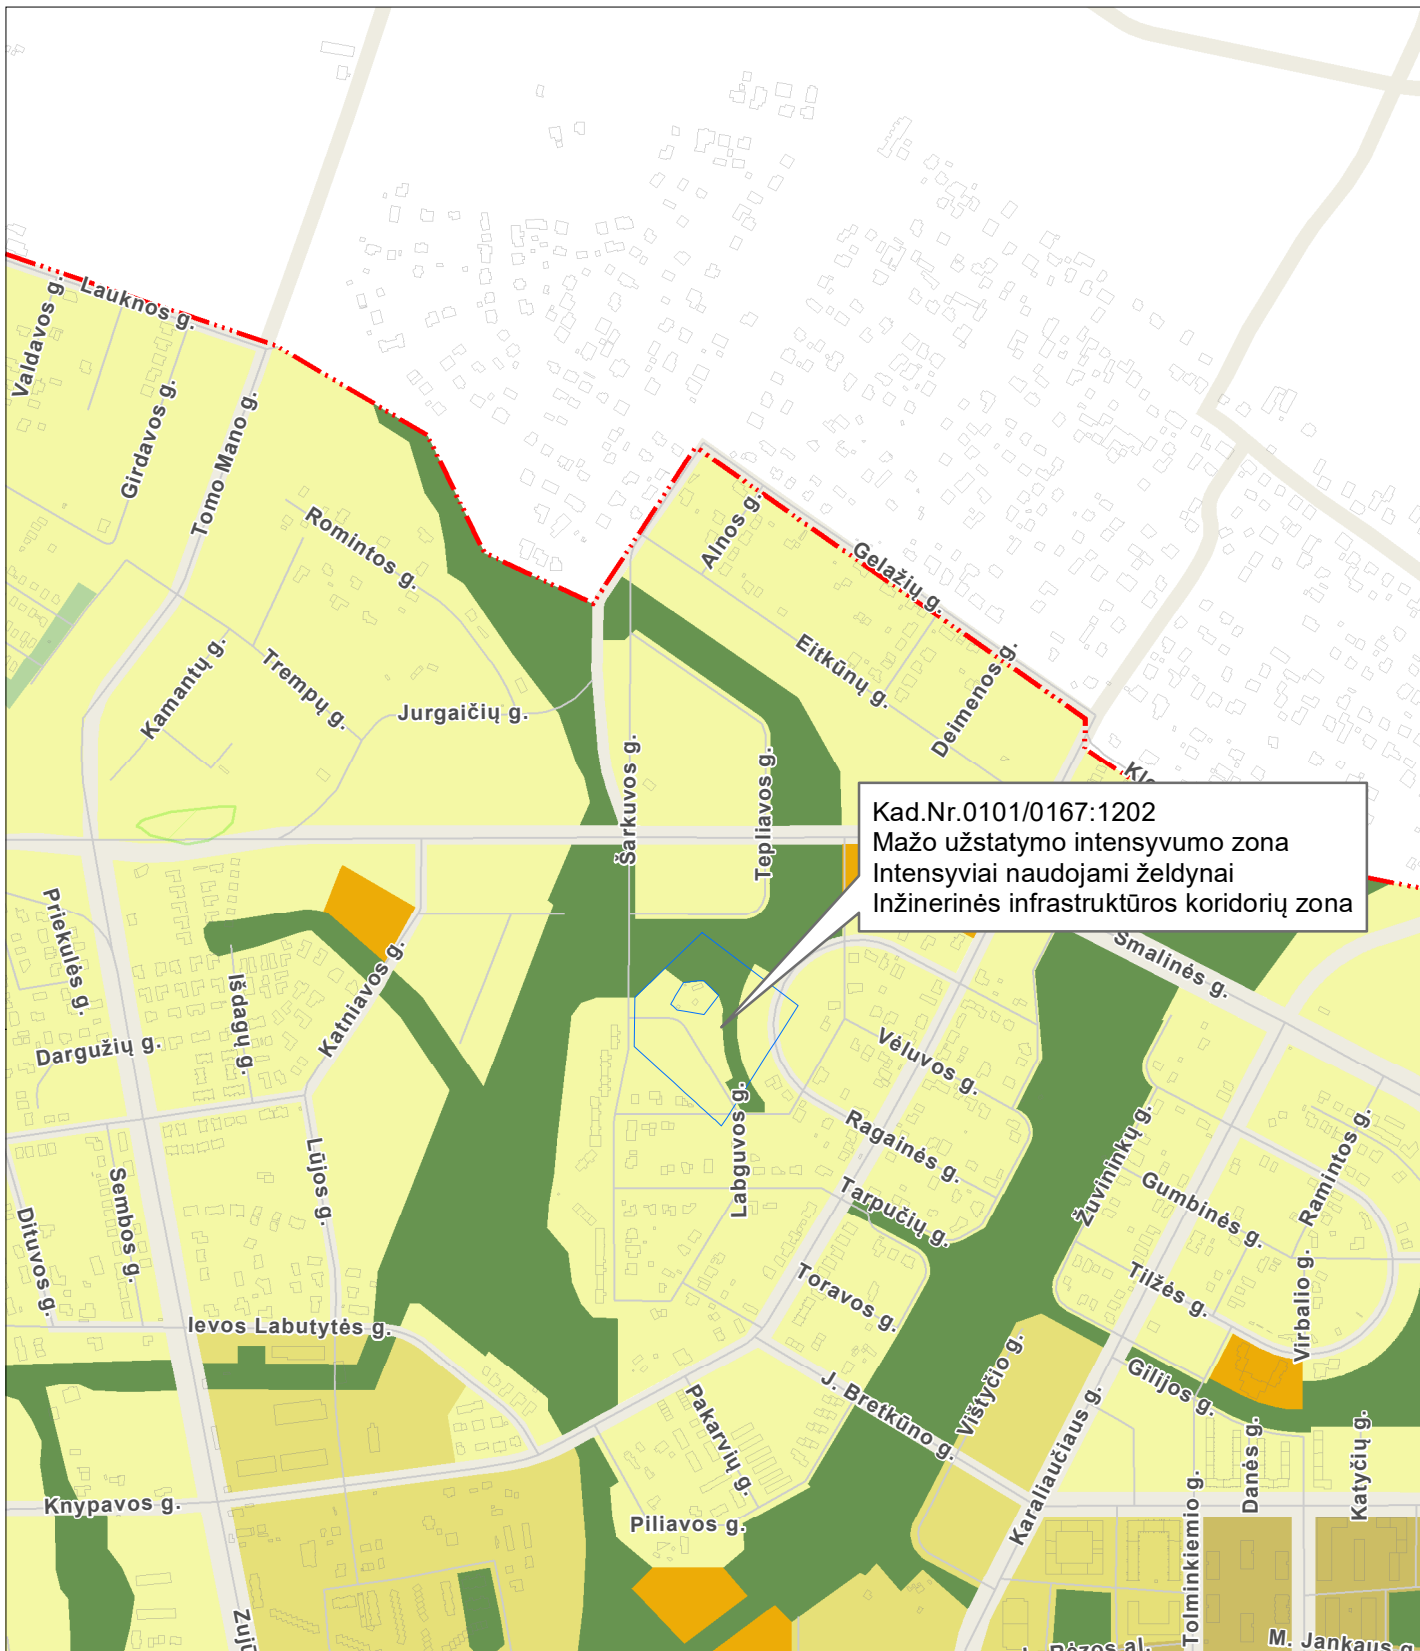 Lauknos g.
Valdavos g.
Girdavos g.
Tomo Mano g.
Romintos g.
Alnos g.
Gelažių g.
Eitkūnų g.
Deimenos g.
Kamantų g.
Trempų g.
Jurgaičių g.
Šarkuvos g.
Tepliavos g.
Kad.Nr.0101/0167:1202
Mažo užstatymo intensyvumo zona
Intensyviai naudojami želdynai
Inžinerinės infrastruktūros koridorių zona
Smalinės g.
Priekulės g.
Išdagų g.
Katniavos g.
Dargužių g.
Vėluvos g.
Labguvos g.
Ragainės g.
Tarpučių g.
Žuvininkų g.
Ramintos g.
Gumbinės g.
Tilžės g.
Virbalio g.
Lūjos g.
Sembos g.
Dituvos g.
Ievos Labutytės g.
Toravos g.
J. Bretkūno g.
Vištyčio g.
Gilijos g.
Karaliaučiaus g.
Pakarvių g.
Danės g.
Katyčių g.
Knypavos g.
Piliavos g.
Tolminkiemio g.
M. Jankaus g.